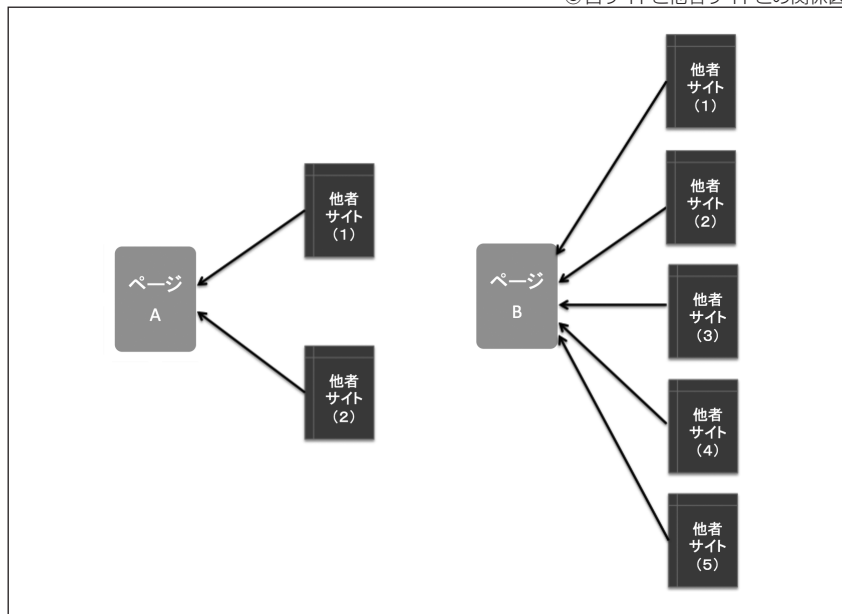 ページ
A
他者
サイト
(1)
他者
サイト
(2)
ページ
B
他者
サイト
(1)
他者
サイト
(2)
他者
サイト
(3)
他者
サイト
(4)
他者
サイト
(5)